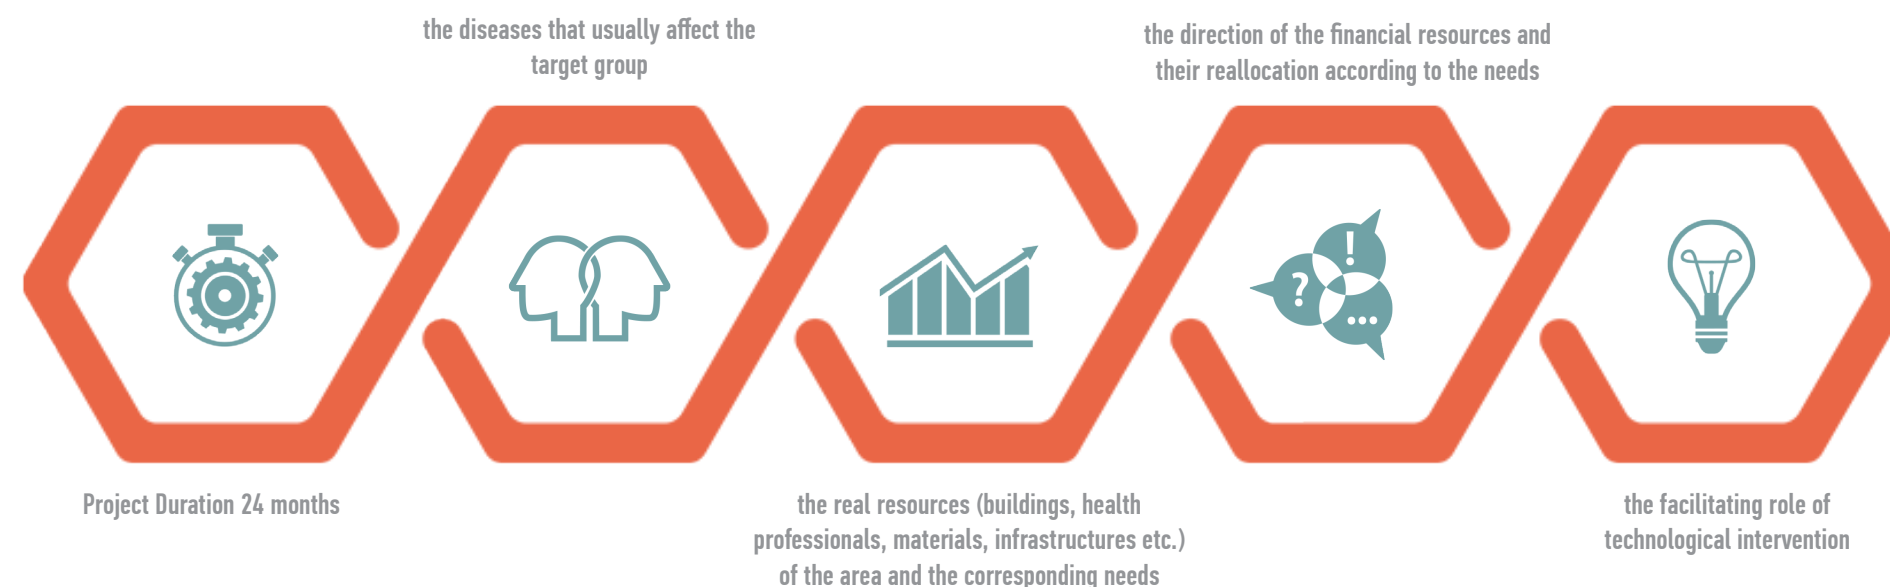 the diseases that usually affect the
target group
the direction of the financial resources and
their reallocation according to the needs
?
!
...
Project Duration 24 months
the real resources (buildings, health
professionals, materials, infrastructures etc.)
of the area and the corresponding needs
the facilitating role of
technological intervention